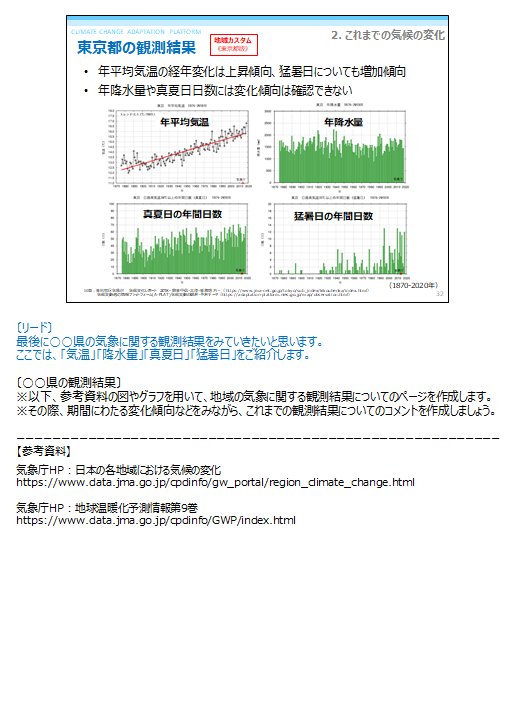 CLIMATE CHANGE ADAPTATION PLATFORM
2. これまでの気候の変化
東京都の観測結果
地域カスタム
(東京都版)
• 年平均気温の経年変化は上昇傾向、猛暑日についても増加傾向
• 年降水量や真夏日日数には変化傾向は確認できない
年平均気温
年降水量
真夏日の年間日数
猛暑日の年間日数
(1870-2020年)
32
〔リード〕
最後に○○県の気象に関する観測結果をみていきたいと思います。
ここでは、「気温」「降水量」「真夏日」「猛暑日」をご紹介します。
〔○○県の観測結果〕
※以下、参考資料の図やグラフを用いて、地域の気象に関する観測結果についてのページを作成します。
※その際、期間にわたる変化傾向などをみながら、これまでの観測結果についてのコメントを作成しましょう。
【参考資料】
気象庁HP：日本の各地域における気候の変化
https://www.data.jma.go.jp/cpdinfo/gw_portal/region_climate_change.html
気象庁HP：地球温暖化予測情報第9巻
https://www.data.jma.go.jp/cpdinfo/GWP/index.html